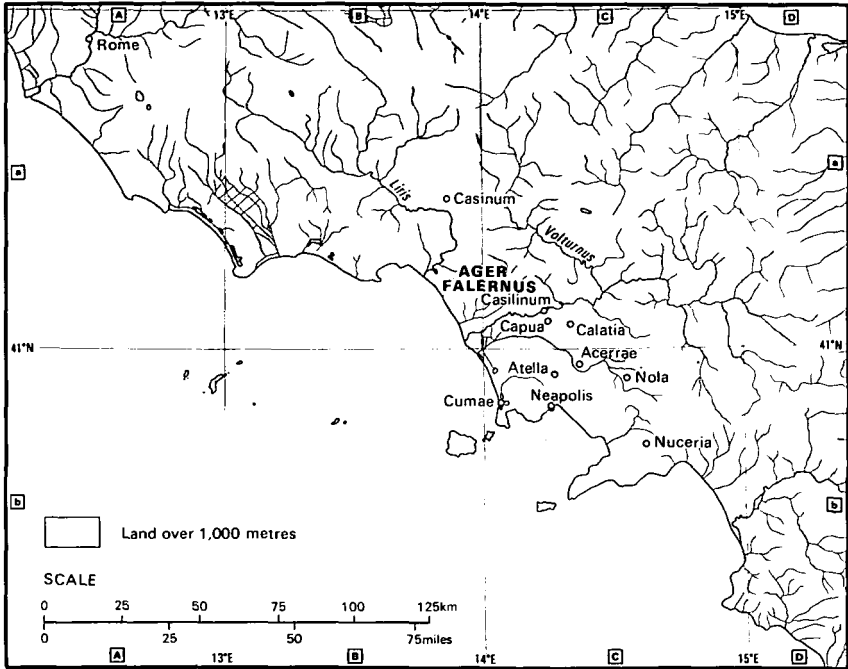 A
13°E
B
14°E
C
15°E
D
Rome
a
a
Liris
Casinum
Volturnus
AGER
FALERNUS
Casilinum
Capua
Calatia
41°N
41°N
Acerrae
Atella
Nola
Cumae
Neapolis
Nuceria
b
b
Land over 1,000 metres
SCALE
0 25 50 75 100 125km
0 25 50 75miles
A
13°E
B
14°E
C
15°E
D